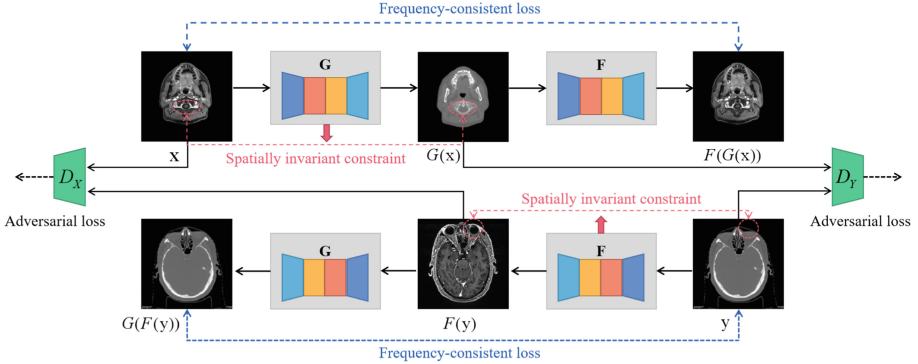 Frequency-consistent loss
G F
x Spatially invariant constraint G(x) F(G(x))
D_X D_Y
Spatially invariant constraint
Adversarial loss Adversarial loss
G F
G(F(y)) F(y) y
Frequency-consistent loss